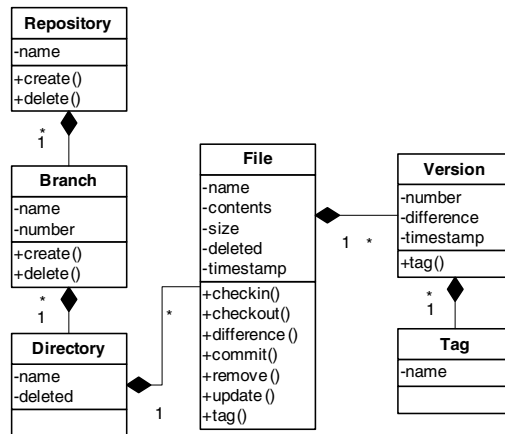 Repository
-name
+create()
+delete()
*
1
Branch
-name
-number
+create()
+delete()
*
1
Directory
-name
-deleted
1
*
File
-name
-contents
-size
-deleted
-timestamp
+checkin()
+checkout()
+difference()
+commit()
+remove()
+update()
+tag()
1 *
Version
-number
-difference
-timestamp
+tag()
*
1
Tag
-name